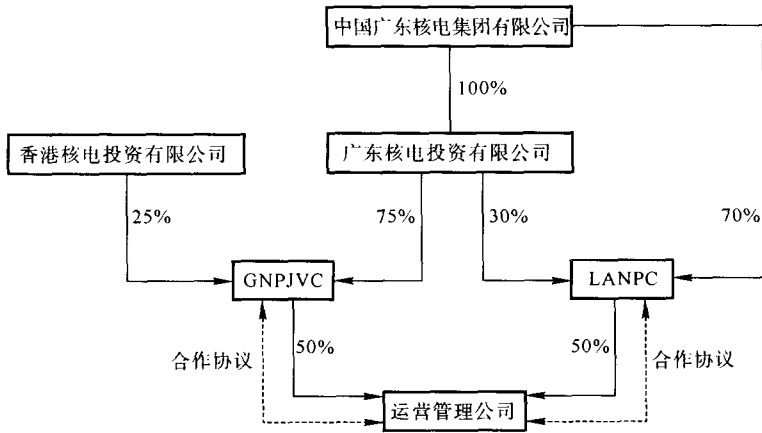 中国广东核电集团有限公司
100%
香港核电投资有限公司
广东核电投资有限公司
25%
75%
30%
70%
GNPJVC
LANPC
合作协议
50%
50%
合作协议
运营管理公司